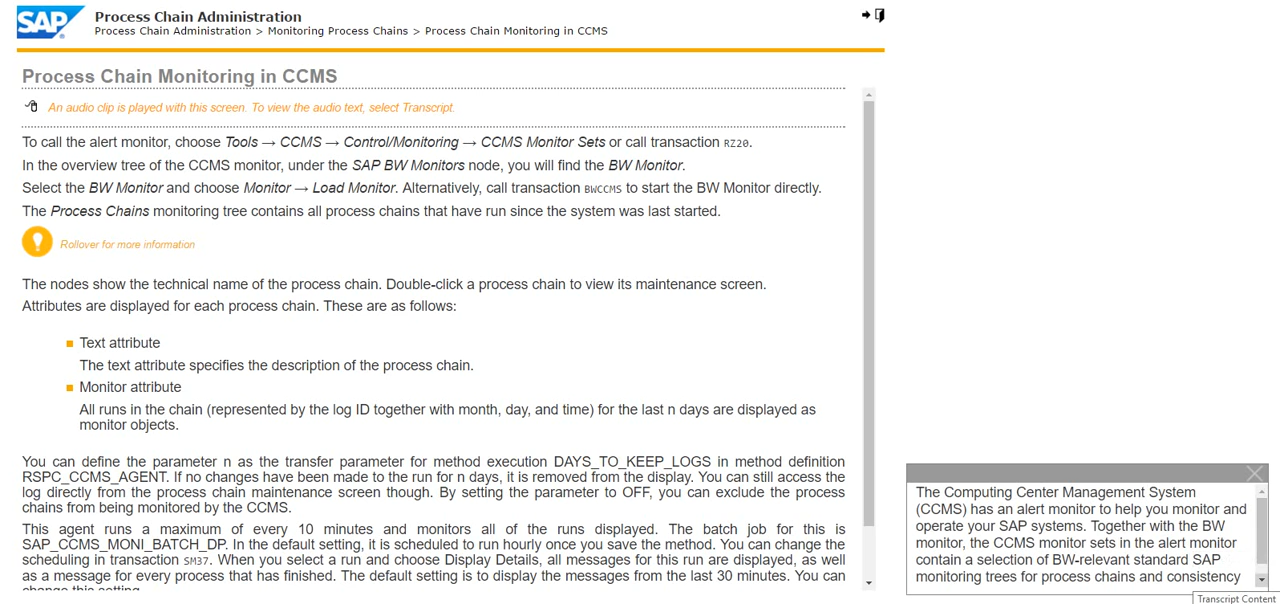 SAP
Process Chain Administration
Process Chain Administration > Monitoring Process Chains > Process Chain Monitoring in CCMS
Process Chain Monitoring in CCMS
An audio clip is played with this screen. To view the audio text, select Transcript.
To call the alert monitor, choose Tools → CCMS → Control/Monitoring → CCMS Monitor Sets or call transaction RZ20.
In the overview tree of the CCMS monitor, under the SAP BW Monitors node, you will find the BW Monitor.
Select the BW Monitor and choose Monitor → Load Monitor. Alternatively, call transaction BWCCMS to start the BW Monitor directly.
The Process Chains monitoring tree contains all process chains that have run since the system was last started.
Rollover for more information
The nodes show the technical name of the process chain. Double-click a process chain to view its maintenance screen.
Attributes are displayed for each process chain. These are as follows:
Text attribute
The text attribute specifies the description of the process chain.
Monitor attribute
All runs in the chain (represented by the log ID together with month, day, and time) for the last n days are displayed as
monitor objects.
You can define the parameter n as the transfer parameter for method execution DAYS_TO_KEEP_LOGS in method definition
RSPC_CCMS_AGENT. If no changes have been made to the run for n days, it is removed from the display. You can still access the
log directly from the process chain maintenance screen though. By setting the parameter to OFF, you can exclude the process
chains from being monitored by the CCMS.
This agent runs a maximum of every 10 minutes and monitors all of the runs displayed. The batch job for this is
SAP_CCMS_MONI_BATCH_DP. In the default setting, it is scheduled to run hourly once you save the method. You can change the
scheduling in transaction SM37. When you select a run and choose Display Details, all messages for this run are displayed, as well
as a message for every process that has finished. The default setting is to display the messages from the last 30 minutes. You can
change this setting
The Computing Center Management System
(CCMS) has an alert monitor to help you monitor and
operate your SAP systems. Together with the BW
monitor, the CCMS monitor sets in the alert monitor
contain a selection of BW-relevant standard SAP
monitoring trees for process chains and consistency
Transcript Content